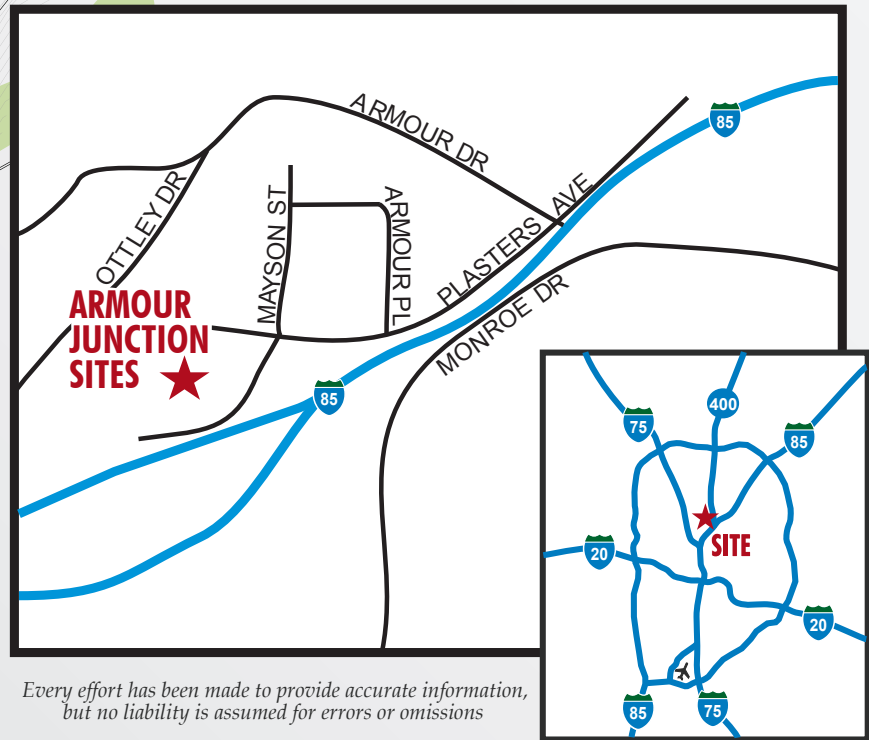 ARMOUR DR
85
PLASTERS AVE
OTTLEY DR
MAYSON ST
ARMOUR PL
MONROE DR
ARMOUR
JUNCTION
SITES
85
400
75
85
SITE
20
20
85
75
Every effort has been made to provide accurate information,
but no liability is assumed for errors or omissions